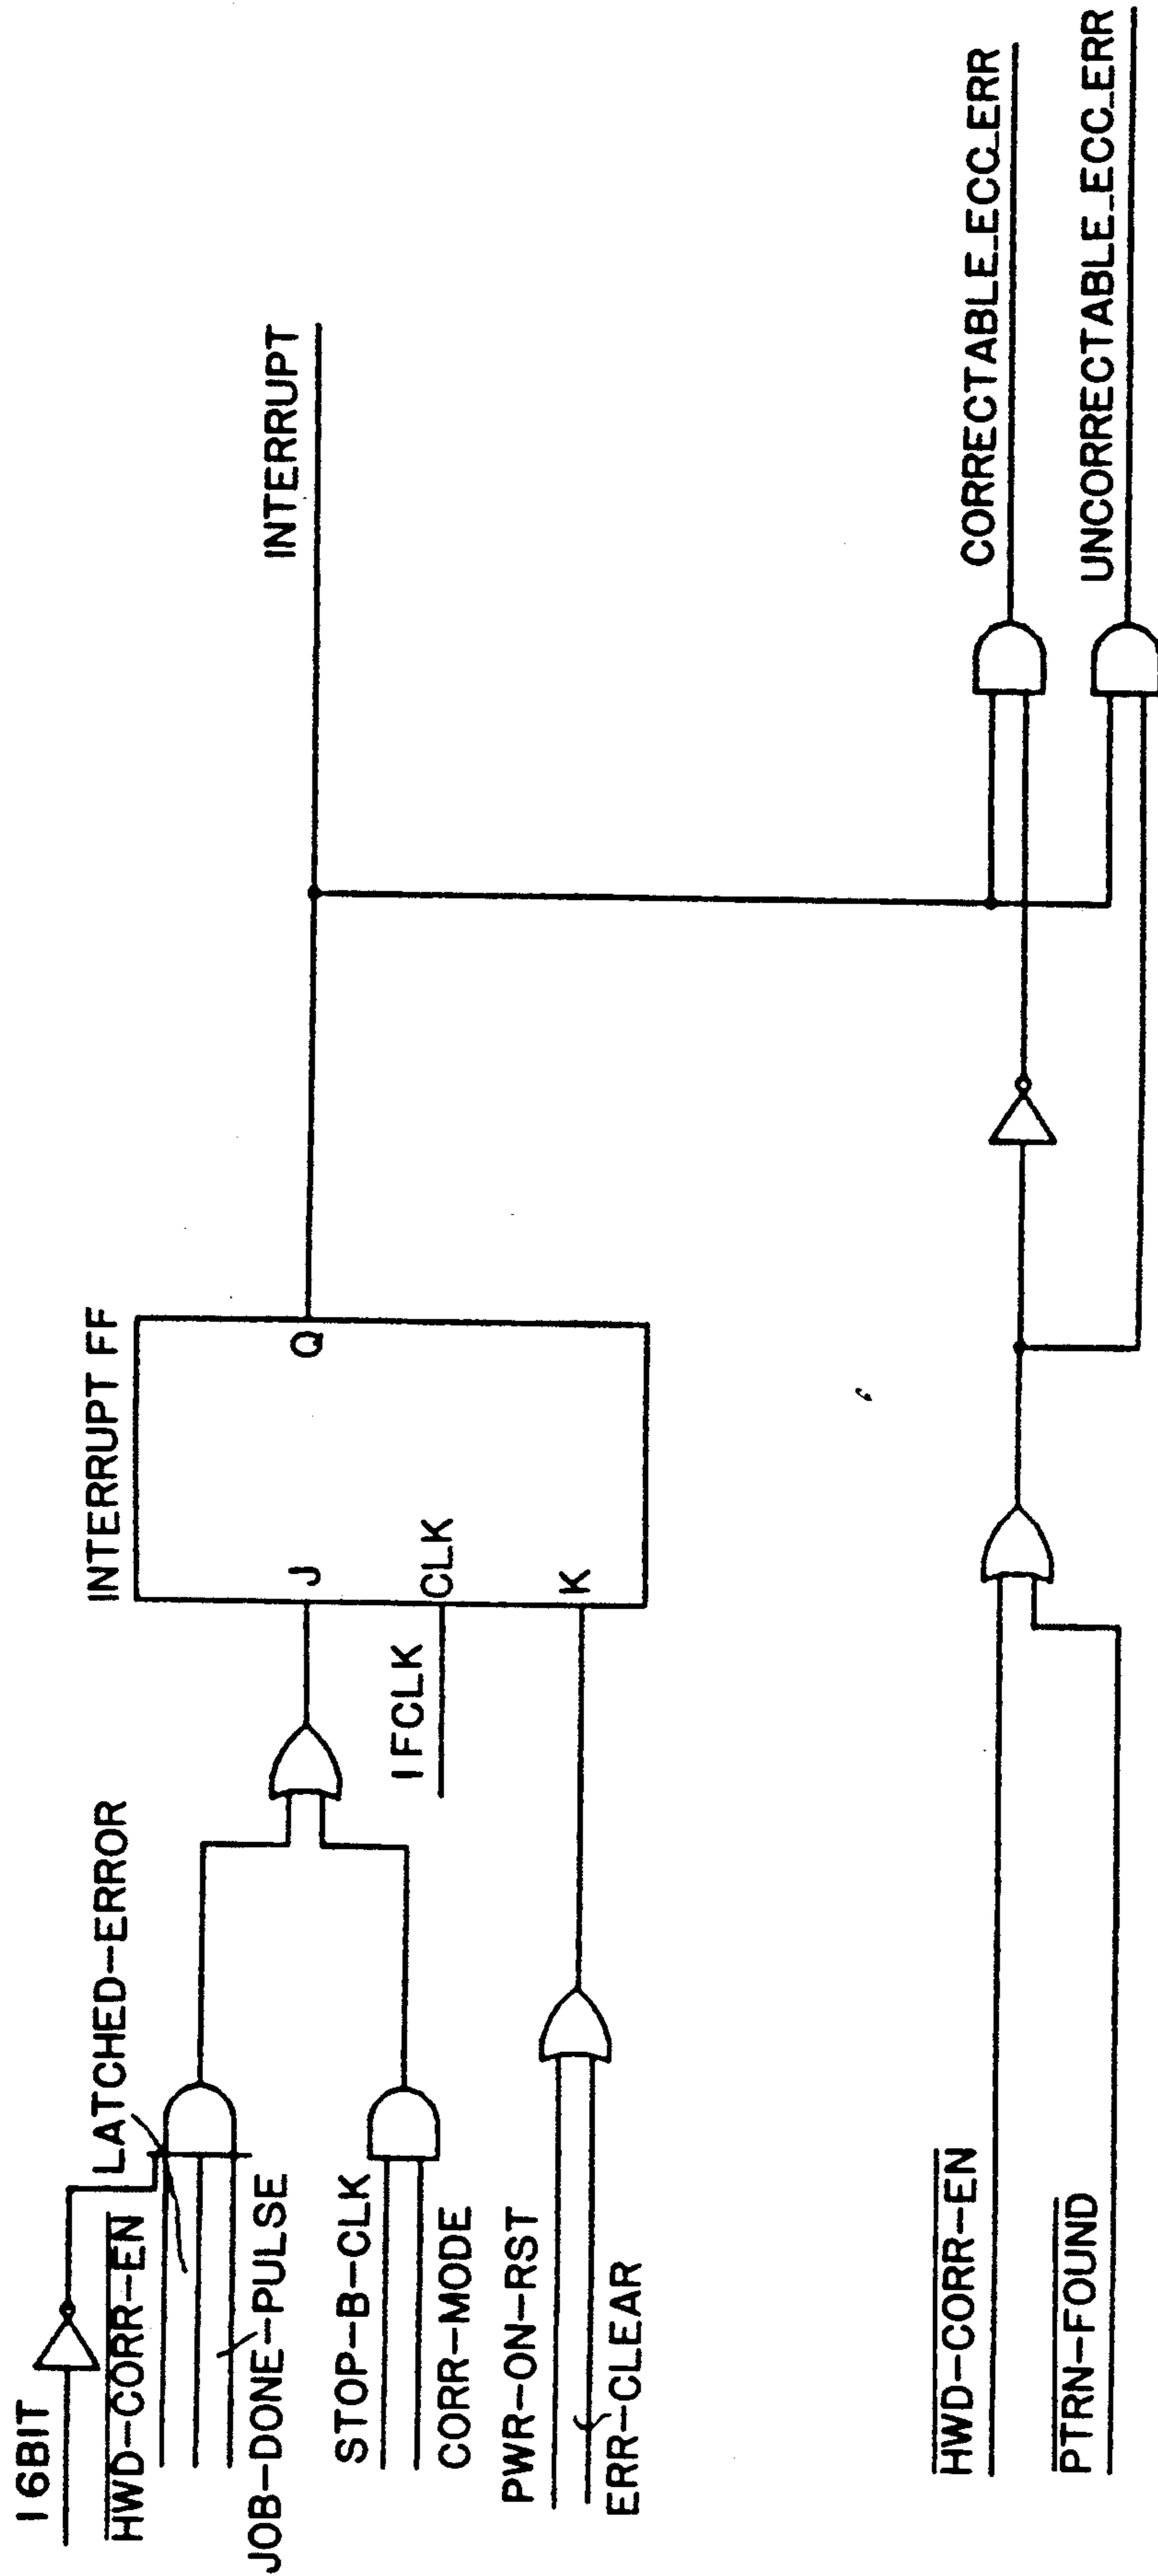 16BIT
LATCHED-ERROR
HWD-CORR-EN
JOB-DONE-PULSE
STOP-B-CLK
CORR-MODE
PWR-ON-RST
ERR-CLEAR
INTERRUPT FF
J
1FCLK
CLK
K
Q
INTERRUPT
HWD-CORR-EN
PTRN-FOUND
CORRECTABLE_ECC_ERR
UNCORRECTABLE_ECC_ERR